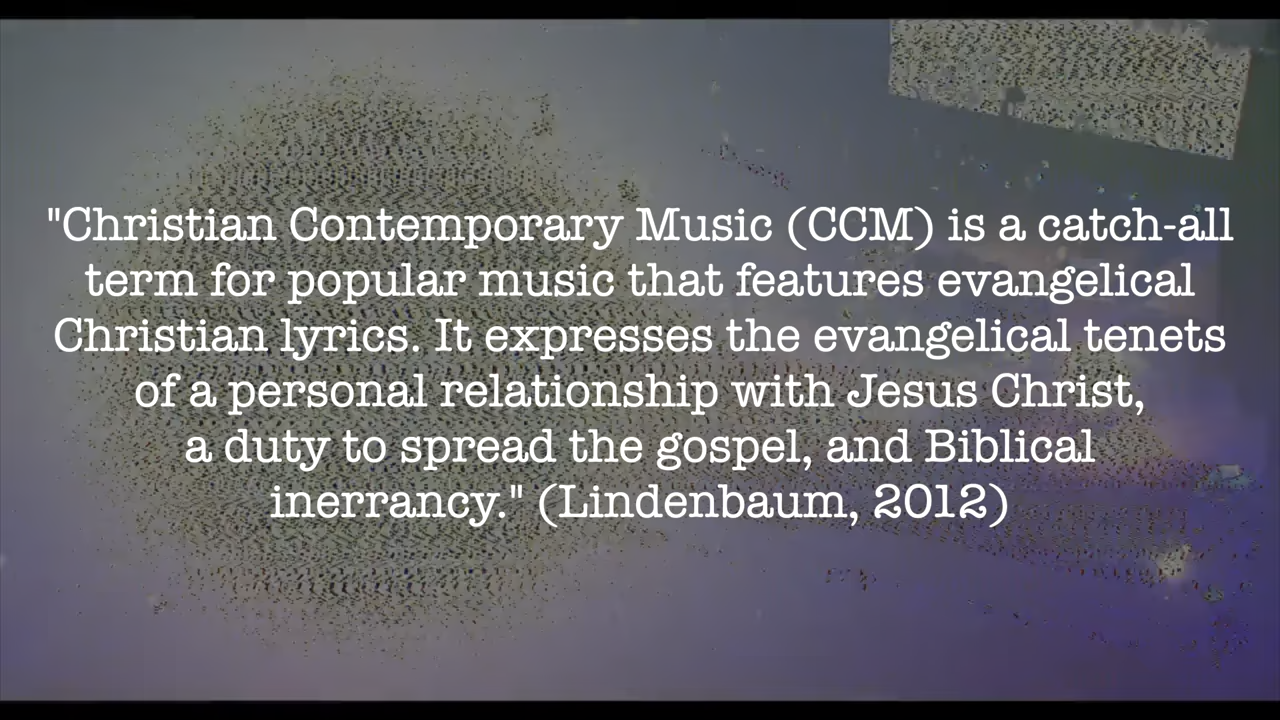 "Christian Contemporary Music (CCM) is a catch-all
term for popular music that features evangelical
Christian lyrics. It expresses the evangelical tenets
of a personal relationship with Jesus Christ,
a duty to spread the gospel, and Biblical
inerrancy." (Lindenbaum, 2012)